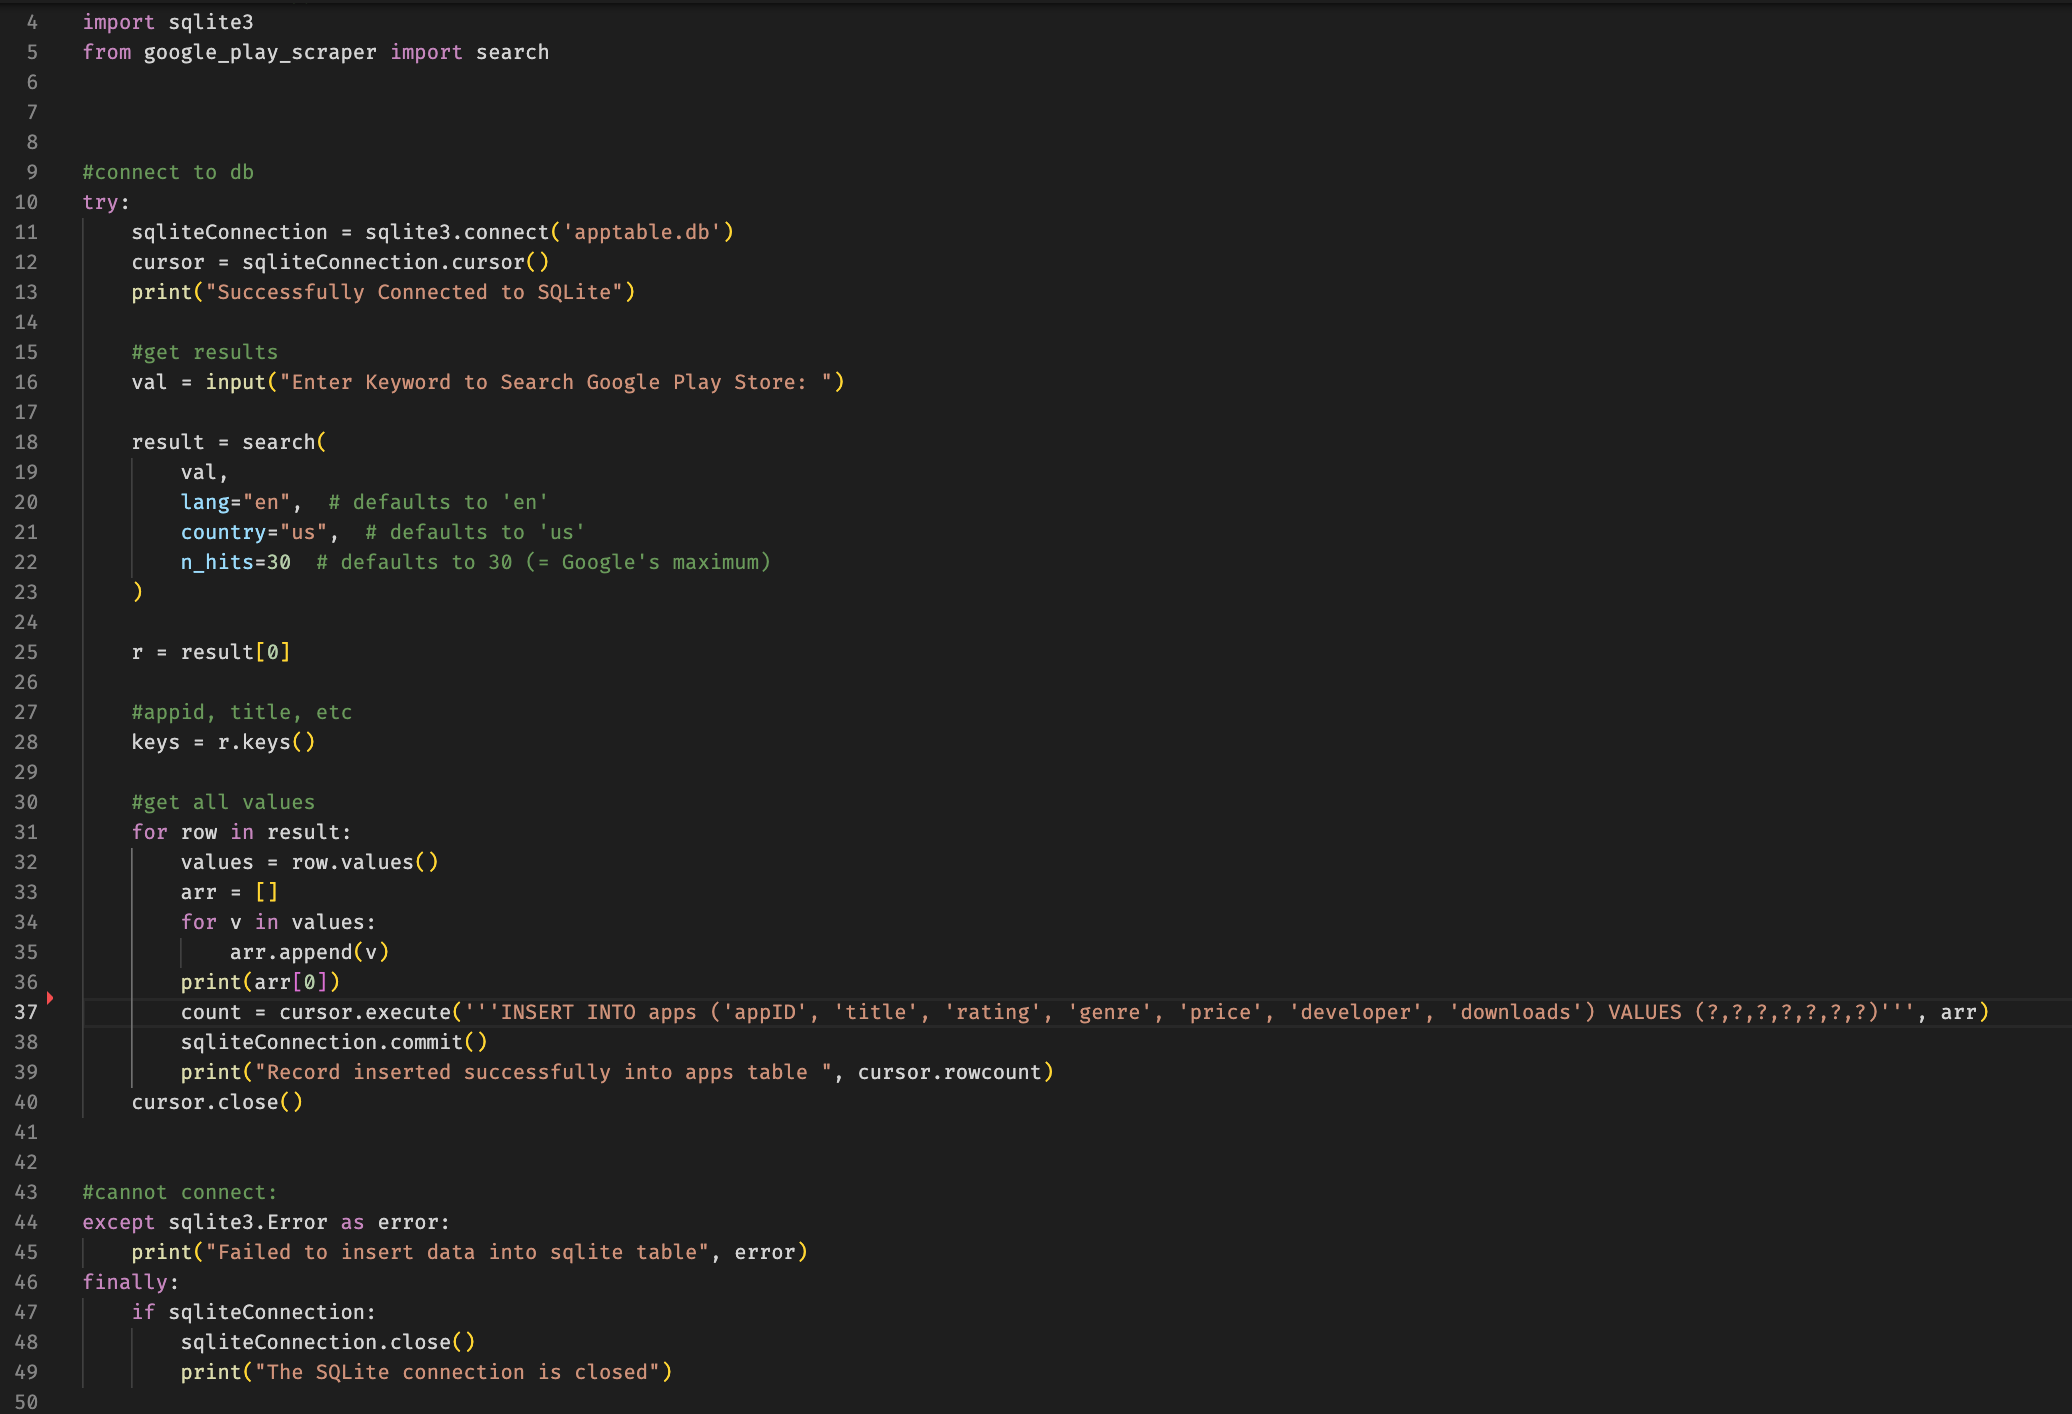 4 import sqlite3
5 from google_play_scraper import search
6
7
8
9 #connect to db
10 try:
11     sqliteConnection = sqlite3.connect('apptable.db')
12     cursor = sqliteConnection.cursor()
13     print("Successfully Connected to SQLite")
14
15     #get results
16     val = input("Enter Keyword to Search Google Play Store: ")
17
18     result = search(
19         val,
20         lang="en",  # defaults to 'en'
21         country="us",  # defaults to 'us'
22         n_hits=30  # defaults to 30 (= Google's maximum)
23     )
24
25     r = result[0]
26
27     #appid, title, etc
28     keys = r.keys()
29
30     #get all values
31     for row in result:
32         values = row.values()
33         arr = []
34         for v in values:
35             arr.append(v)
36         print(arr[0])
37         count = cursor.execute('''INSERT INTO apps ('appID', 'title', 'rating', 'genre', 'price', 'developer', 'downloads') VALUES (?,?,?,?,?,?,?)''', arr)
38         sqliteConnection.commit()
39         print("Record inserted successfully into apps table ", cursor.rowcount)
40     cursor.close()
41
42
43 #cannot connect:
44 except sqlite3.Error as error:
45     print("Failed to insert data into sqlite table", error)
46 finally:
47     if sqliteConnection:
48         sqliteConnection.close()
49         print("The SQLite connection is closed")
50